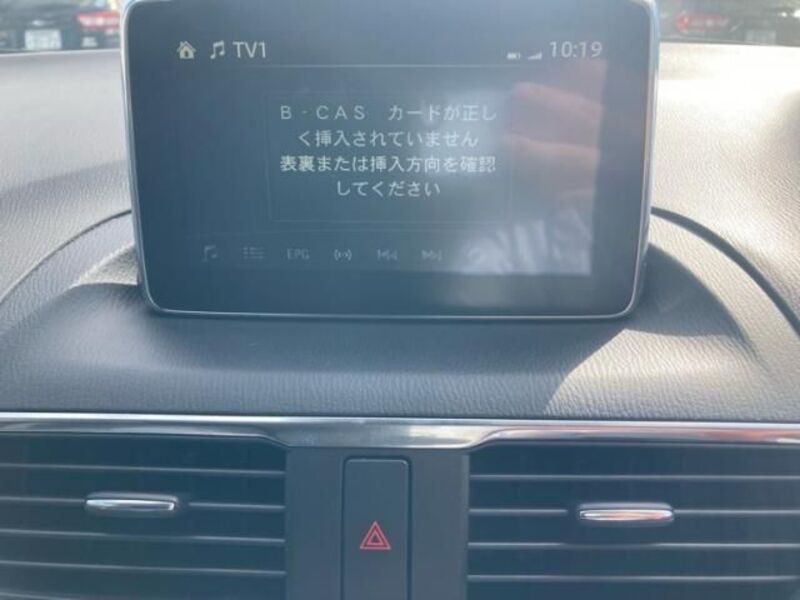 TV1
10:19
B-CAS カードが正し
く挿入されていません
表裏または挿入方向を確認
してください
EPG